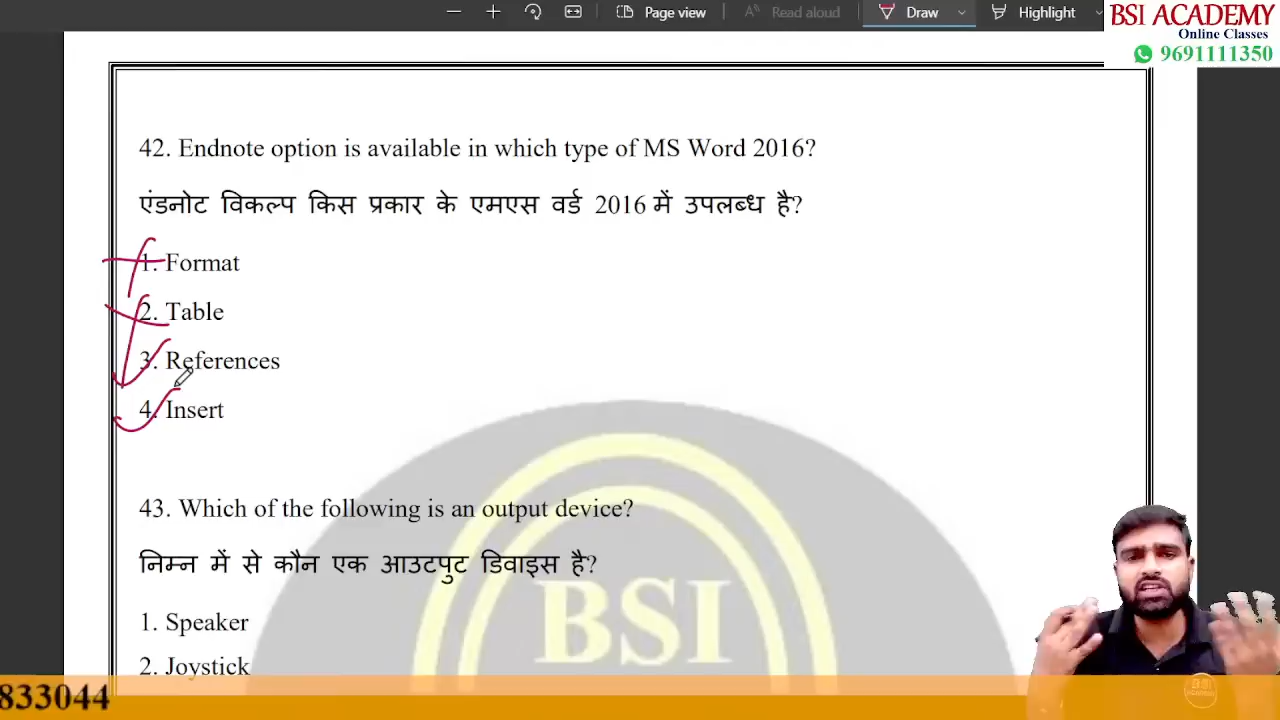 Page view
Read aloud
Draw
Highlight
BSI ACADEMY
Online Classes
9691111350
42. Endnote option is available in which type of MS Word 2016?
एंडनोट विकल्प किस प्रकार के एमएस वर्ड 2016 में उपलब्ध है?
1. Format
2. Table
3. References
4. Insert
43. Which of the following is an output device?
निम्न में से कौन एक आउटपुट डिवाइस है?
1. Speaker
2. Joystick
BSI
833044